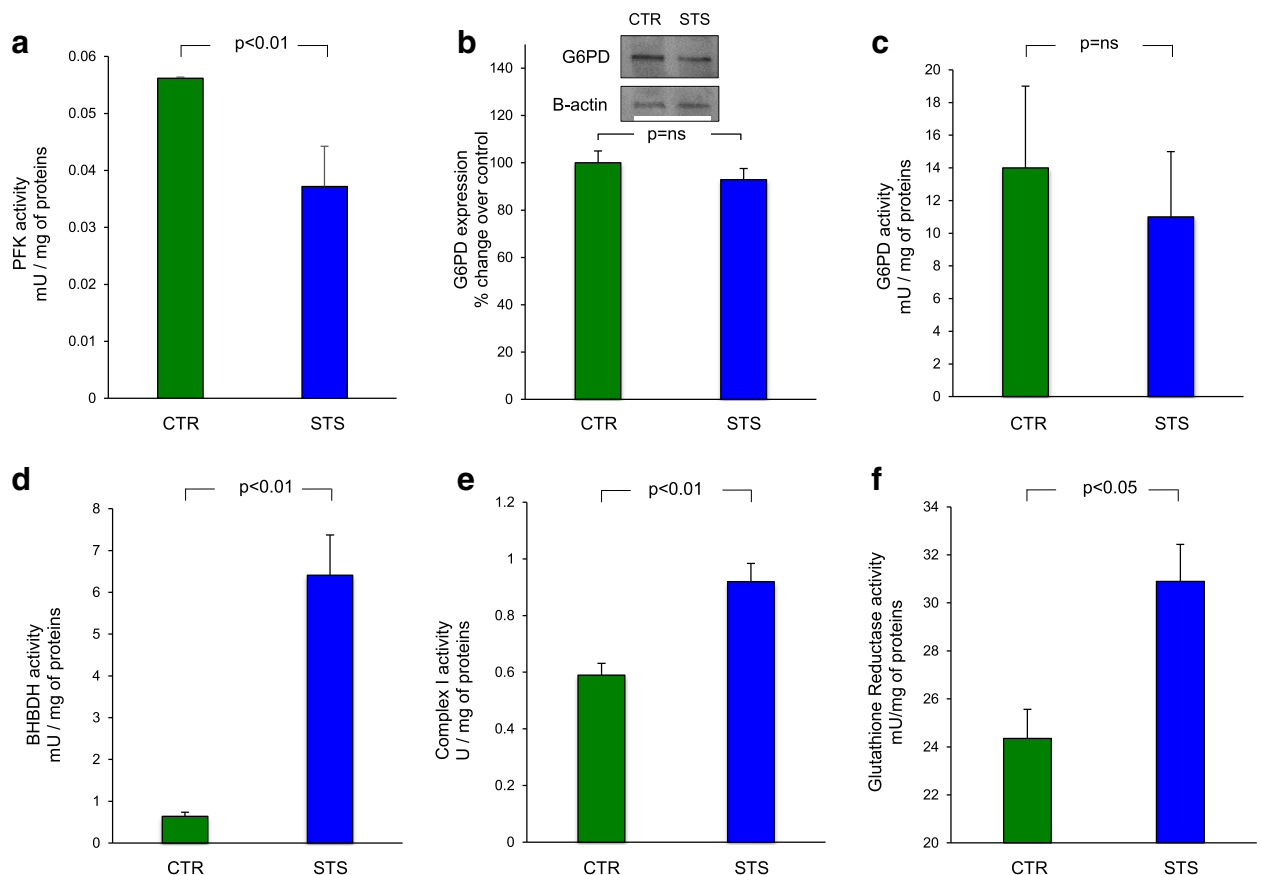 a
p<0.01
0.06
0.05
0.04
0.03
0.02
0.01
0
PFK activity
mU / mg of proteins
CTR
STS
b
CTR STS
G6PD
B-actin
p=ns
140
120
100
80
60
40
20
0
G6PD expression
% change over control
CTR
STS
c
p=ns
20
18
16
14
12
10
8
6
4
2
0
G6PD activity
mU / mg of proteins
CTR
STS
d
p<0.01
8
7
6
5
4
3
2
1
0
BHBDH activity
mU / mg of proteins
CTR
STS
e
p<0.01
1.2
1
0.8
0.6
0.4
0.2
0
Complex I activity
U / mg of proteins
CTR
STS
f
p<0.05
34
32
30
28
26
24
22
20
Glutathione Reductase activity
mU/mg of proteins
CTR
STS